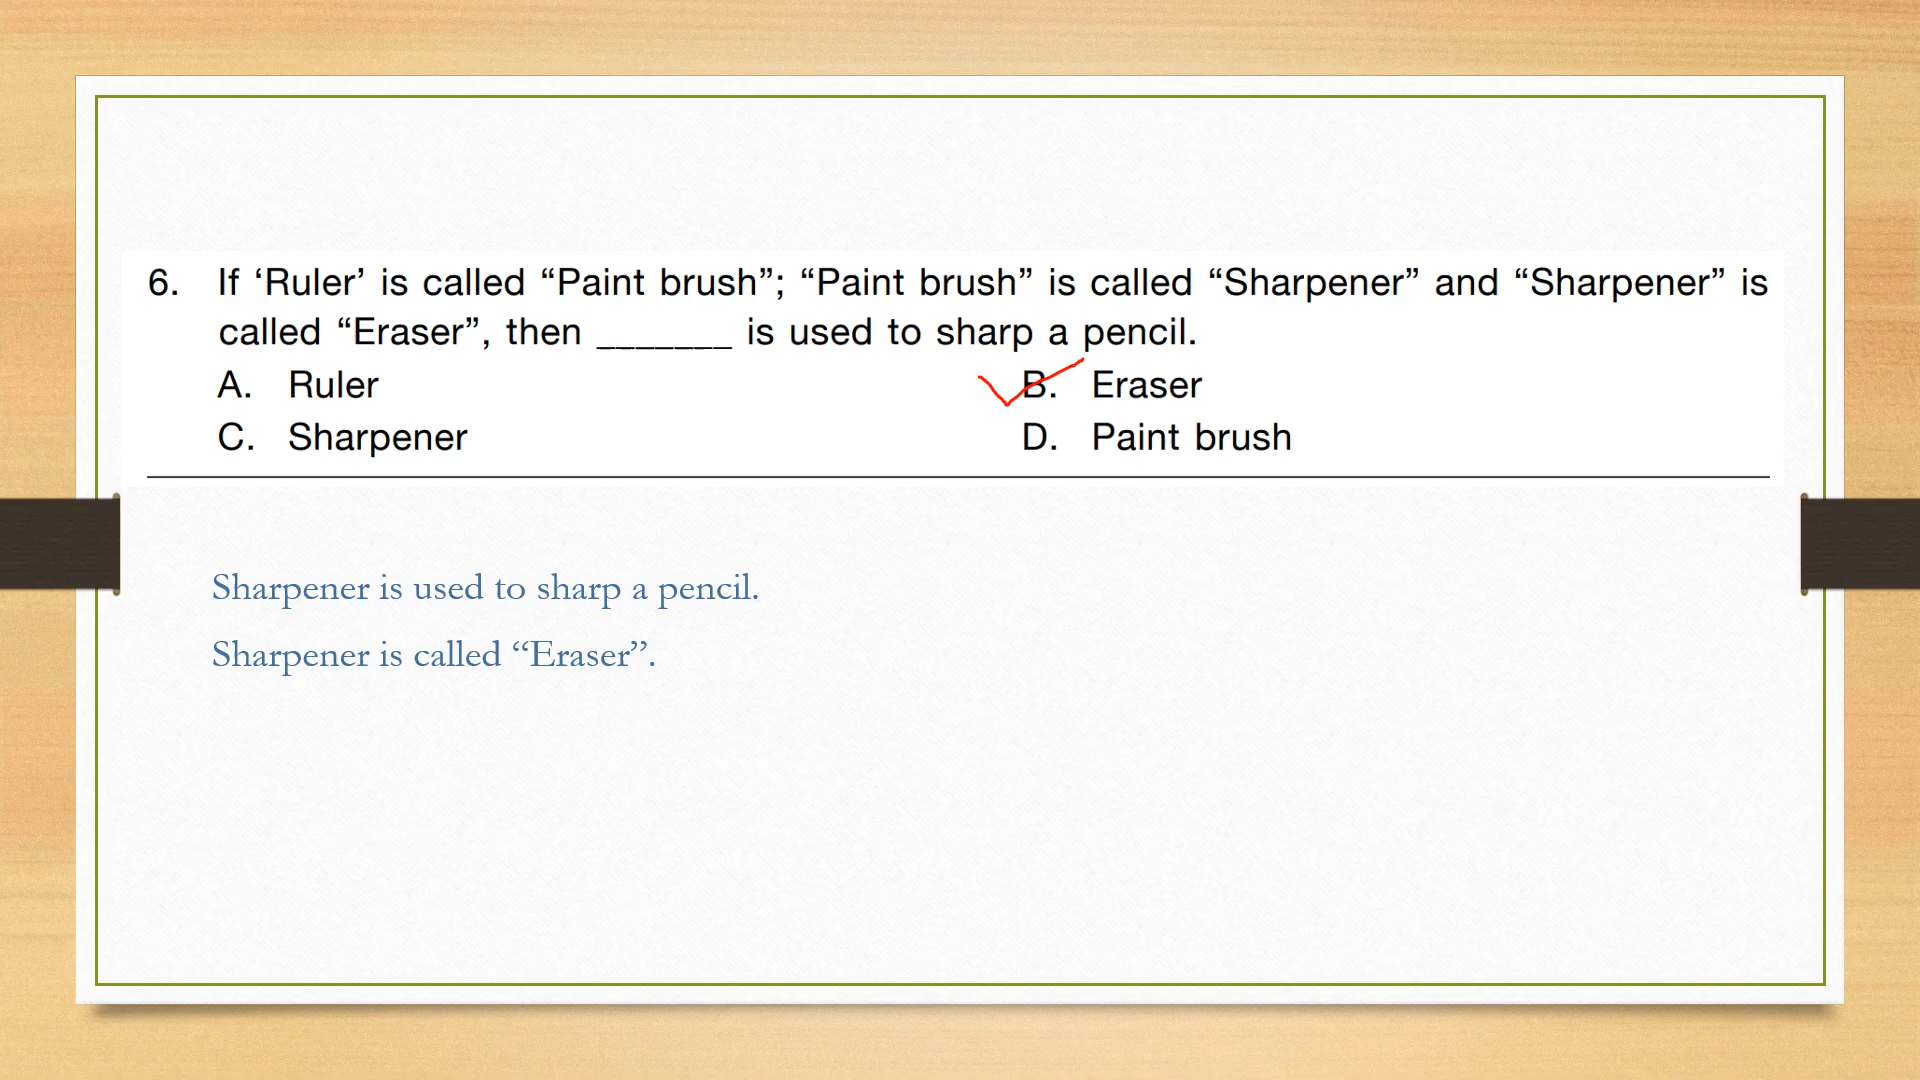 6. If ‘Ruler’ is called “Paint brush”; “Paint brush” is called “Sharpener” and “Sharpener” is
called “Eraser”, then _______ is used to sharp a pencil.
A. Ruler B. Eraser
C. Sharpener D. Paint brush
Sharpener is used to sharp a pencil.
Sharpener is called “Eraser”.